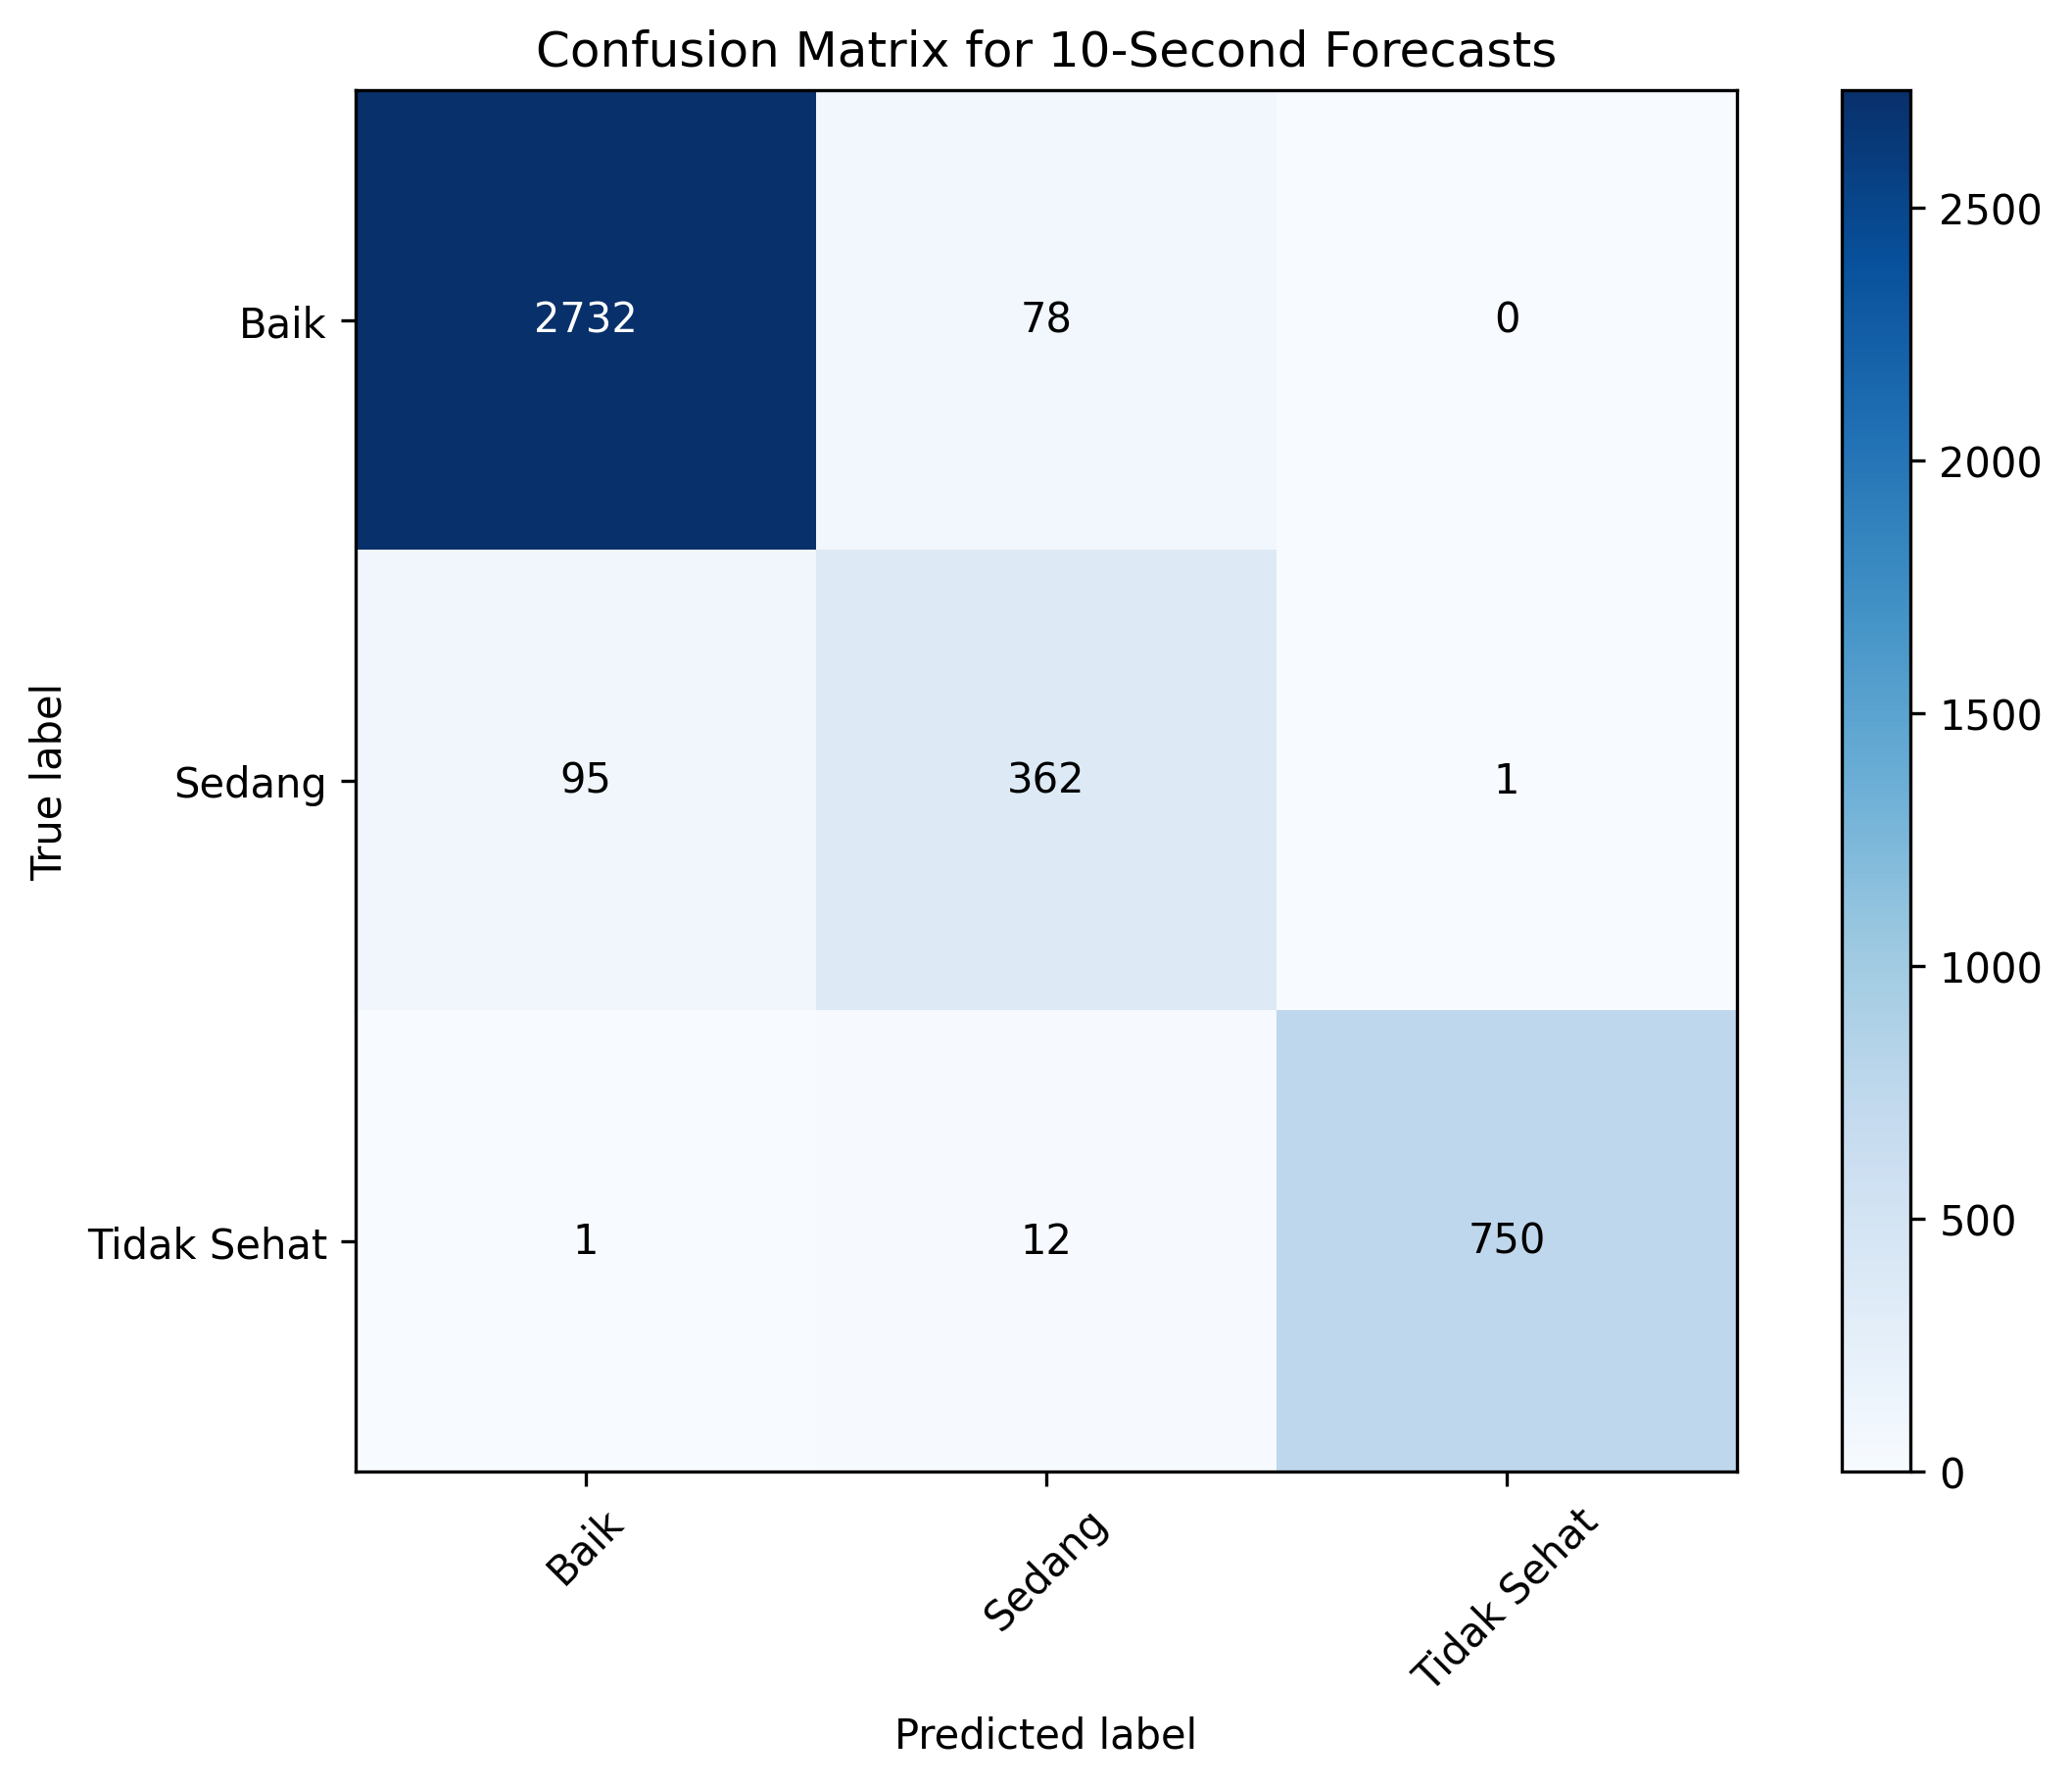 Confusion Matrix for 10-Second Forecasts
True label
Baik
2732 78 0
Sedang
95 362 1
Tidak Sehat
1 12 750
Baik
Sedang
Tidak Sehat
Predicted label
2500
2000
1500
1000
500
0